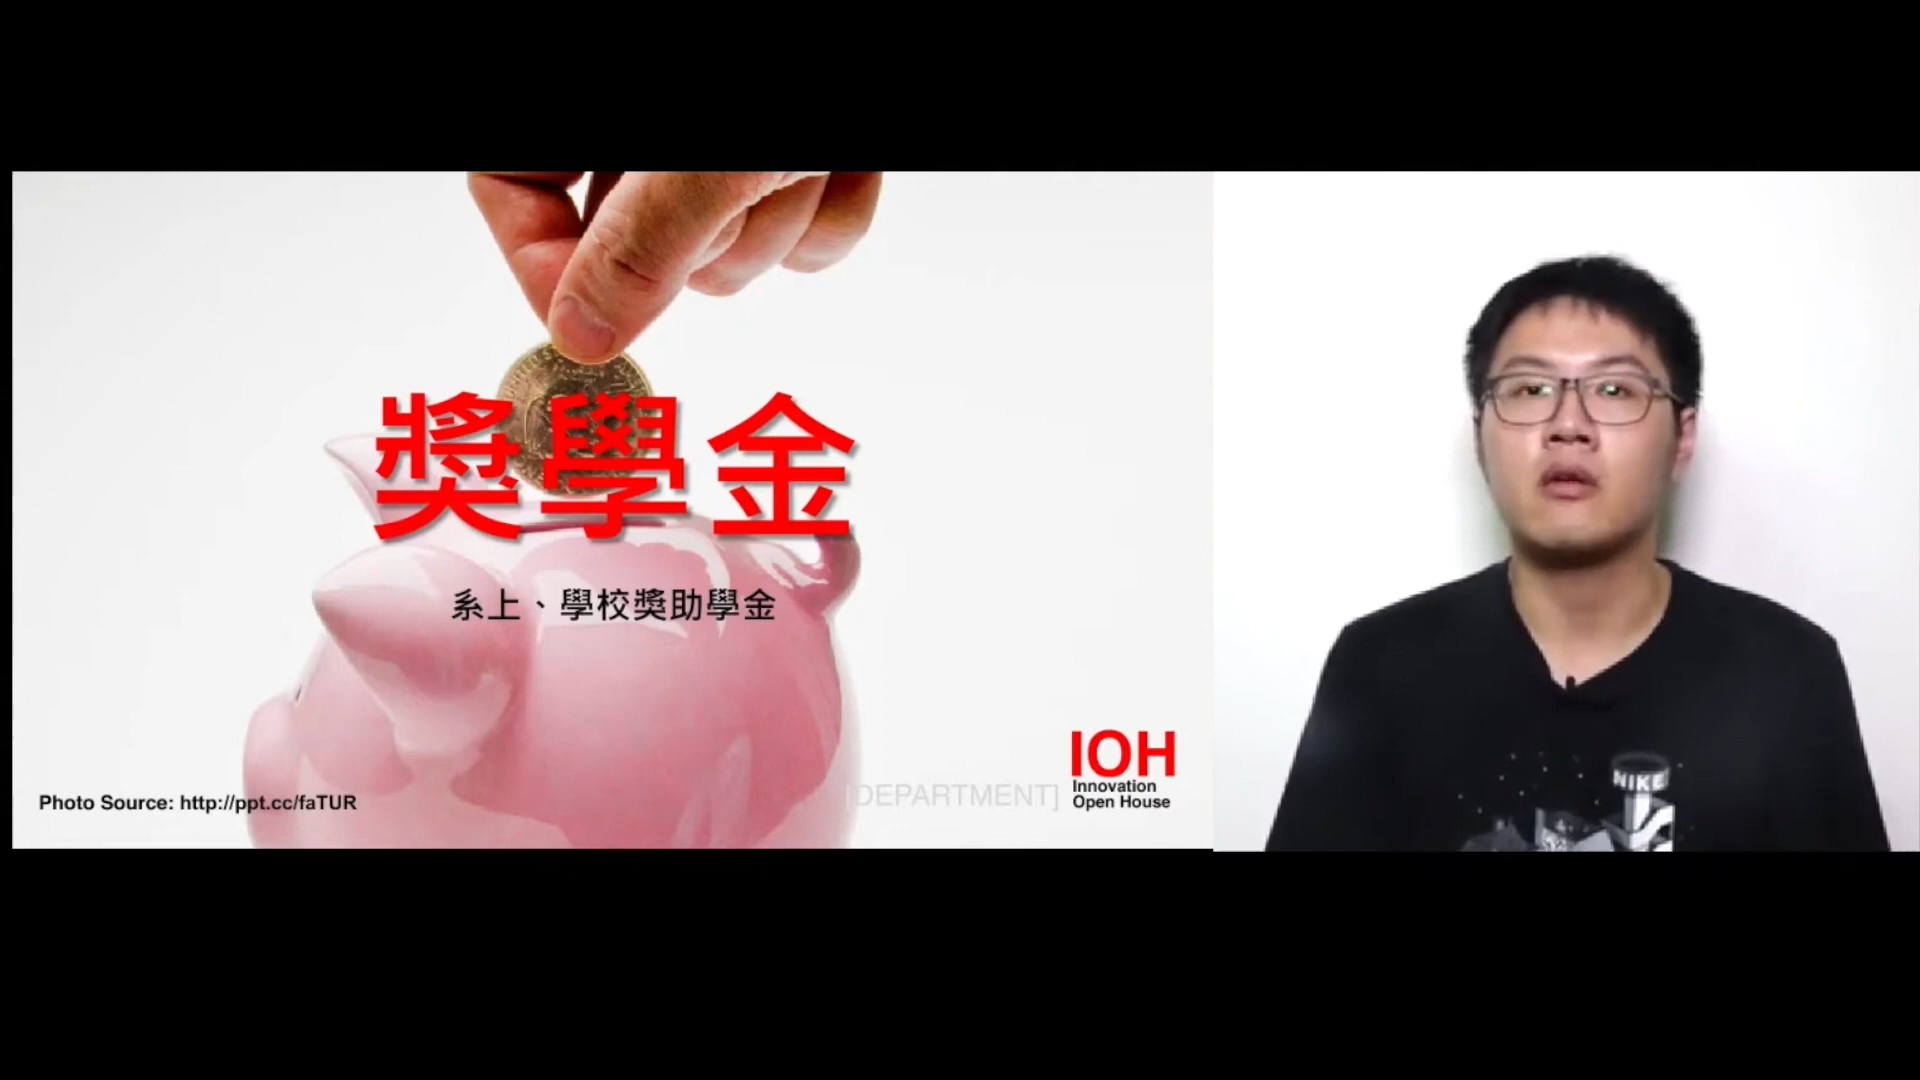 獎學金
系上、學校獎助學金
Photo Source: http://ppt.cc/faTUR
[DEPARTMENT]
IOH
Innovation
Open House
NIKE